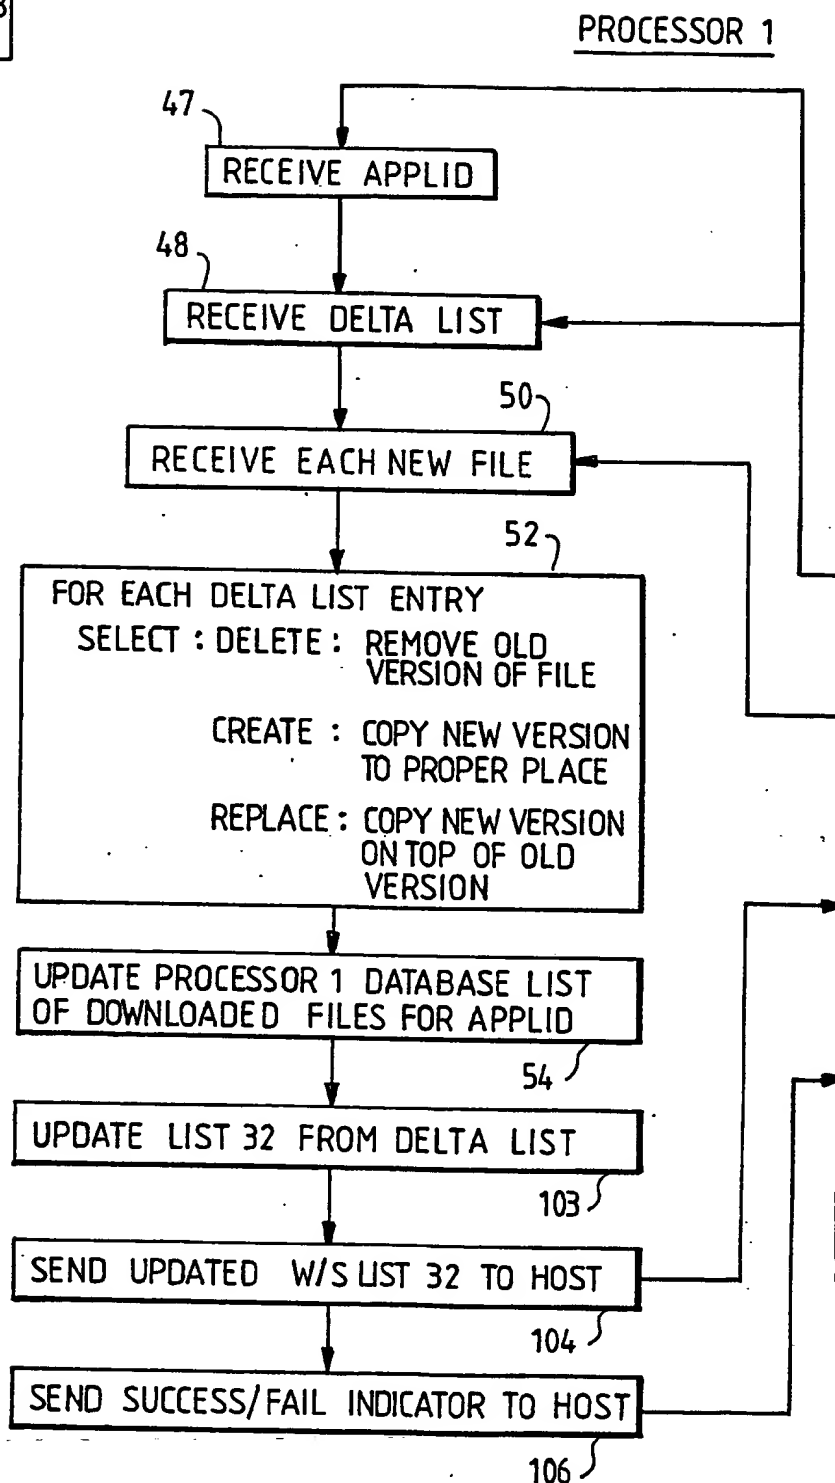 PROCESSOR 1
47
RECEIVE APPLID
48
RECEIVE DELTA LIST
50
RECEIVE EACH NEW FILE
52
FOR EACH DELTA LIST ENTRY
SELECT : DELETE : REMOVE OLD
VERSION OF FILE
CREATE : COPY NEW VERSION
TO PROPER PLACE
REPLACE : COPY NEW VERSION
ON TOP OF OLD
VERSION
UPDATE PROCESSOR 1 DATABASE LIST
OF DOWNLOADED FILES FOR APPLID
54
UPDATE LIST 32 FROM DELTA LIST
103
SEND UPDATED W/S LIST 32 TO HOST
104
SEND SUCCESS/FAIL INDICATOR TO HOST
106